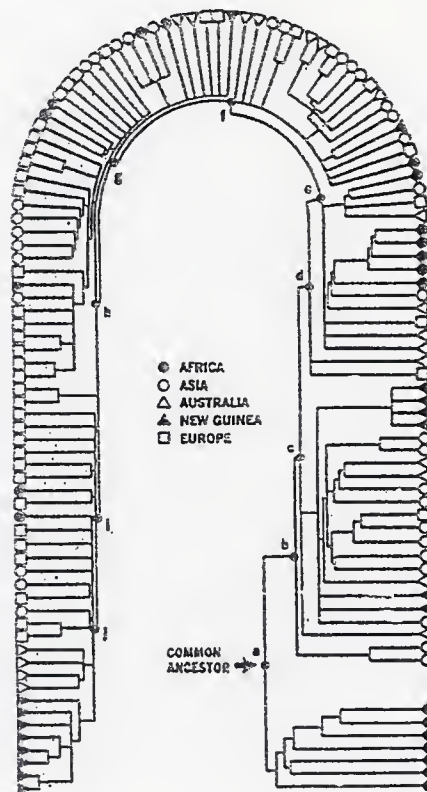 f
g
e
d
AFRICA
ASIA
AUSTRALIA
NEW GUINEA
EUROPE
c
b
a
COMMON
ANCESTOR